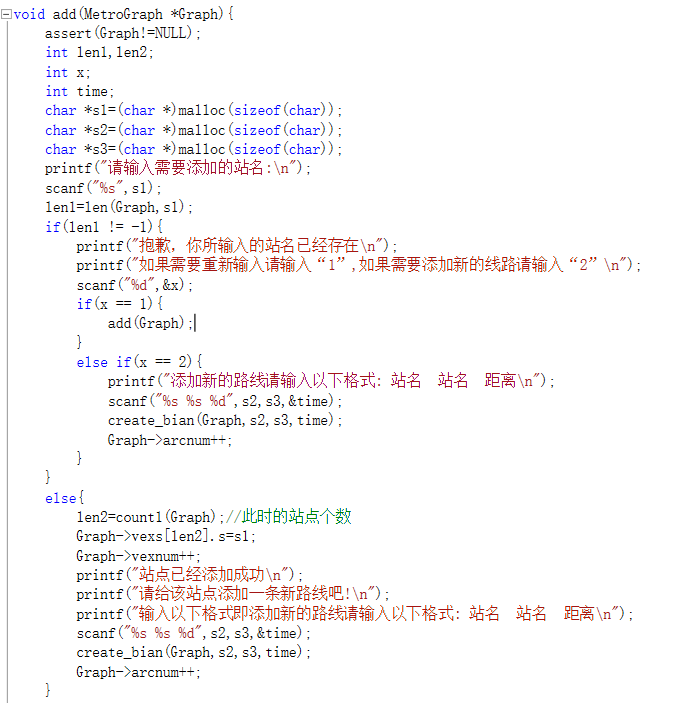 void add(MetroGraph *Graph){
    assert(Graph!=NULL);
    int len1,len2;
    int x;
    int time;
    char *s1=(char *)malloc(sizeof(char));
    char *s2=(char *)malloc(sizeof(char));
    char *s3=(char *)malloc(sizeof(char));
    printf("请输入需要添加的站名:\n");
    scanf("%s",s1);
    len1=len(Graph,s1);
    if(len1 != -1){
        printf("抱歉，你所输入的站名已经存在\n");
        printf("如果需要重新输入请输入“1”,如果需要添加新的线路请输入“2”\n");
        scanf("%d",&x);
        if(x == 1){
            add(Graph);
        }
        else if(x == 2){
            printf("添加新的路线请输入以下格式: 站名  站名  距离\n");
            scanf("%s %s %d",s2,s3,&time);
            create_bian(Graph,s2,s3,time);
            Graph->arcnum++;
        }
    }
    else{
        len2=count1(Graph);//此时的站点个数
        Graph->vexs[len2].s=s1;
        Graph->vexnum++;
        printf("站点已经添加成功\n");
        printf("请给该站点添加一条新路线吧!\n");
        printf("输入以下格式即添加新的路线请输入以下格式: 站名  站名  距离\n");
        scanf("%s %s %d",s2,s3,&time);
        create_bian(Graph,s2,s3,time);
        Graph->arcnum++;
    }